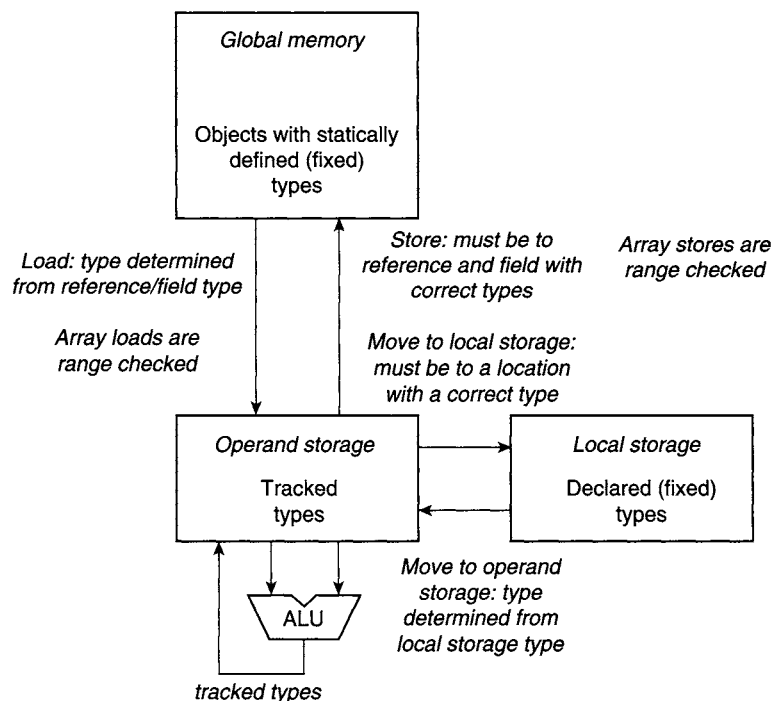 Global memory
Objects with statically
defined (fixed)
types
Load: type determined
from reference/field type
Array loads are
range checked
Store: must be to
reference and field with
correct types
Array stores are
range checked
Move to local storage:
must be to a location
with a correct type
Operand storage
Tracked
types
Local storage
Declared (fixed)
types
Move to operand
storage: type
determined from
local storage type
ALU
tracked types